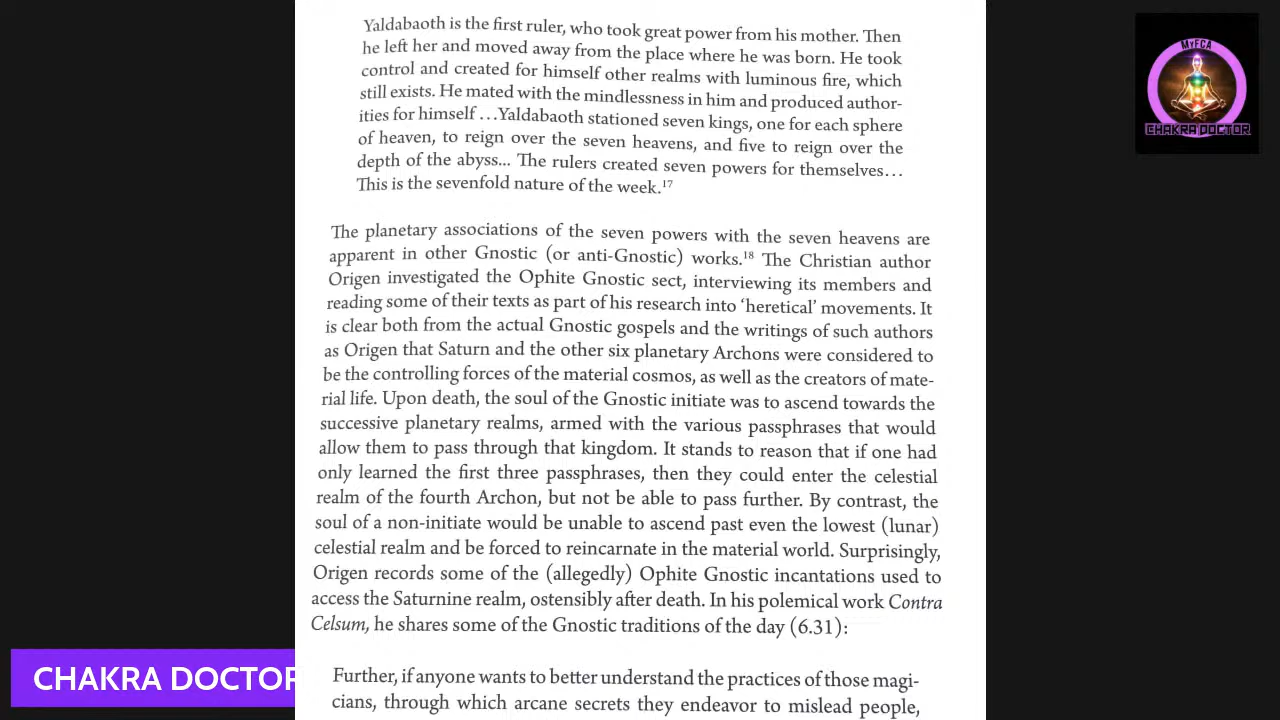 Yaldabaoth is the first ruler, who took great power from his mother. Then
he left her and moved away from the place where he was born. He took
control and created for himself other realms with luminous fire, which
still exists. He mated with the mindlessness in him and produced author-
ities for himself …Yaldabaoth stationed seven kings, one for each sphere
of heaven, to reign over the seven heavens, and five to reign over the
depth of the abyss... The rulers created seven powers for themselves…
This is the sevenfold nature of the week.¹⁷
The planetary associations of the seven powers with the seven heavens are
apparent in other Gnostic (or anti-Gnostic) works.¹⁸ The Christian author
Origen investigated the Ophite Gnostic sect, interviewing its members and
reading some of their texts as part of his research into ‘heretical’ movements. It
is clear both from the actual Gnostic gospels and the writings of such authors
as Origen that Saturn and the other six planetary Archons were considered to
be the controlling forces of the material cosmos, as well as the creators of mate-
rial life. Upon death, the soul of the Gnostic initiate was to ascend towards the
successive planetary realms, armed with the various passphrases that would
allow them to pass through that kingdom. It stands to reason that if one had
only learned the first three passphrases, then they could enter the celestial
realm of the fourth Archon, but not be able to pass further. By contrast, the
soul of a non-initiate would be unable to ascend past even the lowest (lunar)
celestial realm and be forced to reincarnate in the material world. Surprisingly,
Origen records some of the (allegedly) Ophite Gnostic incantations used to
access the Saturnine realm, ostensibly after death. In his polemical work Contra
Celsum, he shares some of the Gnostic traditions of the day (6.31):
Further, if anyone wants to better understand the practices of those magi-
cians, through which arcane secrets they endeavor to mislead people,
MYFCA
CHAKRA DOCTOR
CHAKRA DOCTOR